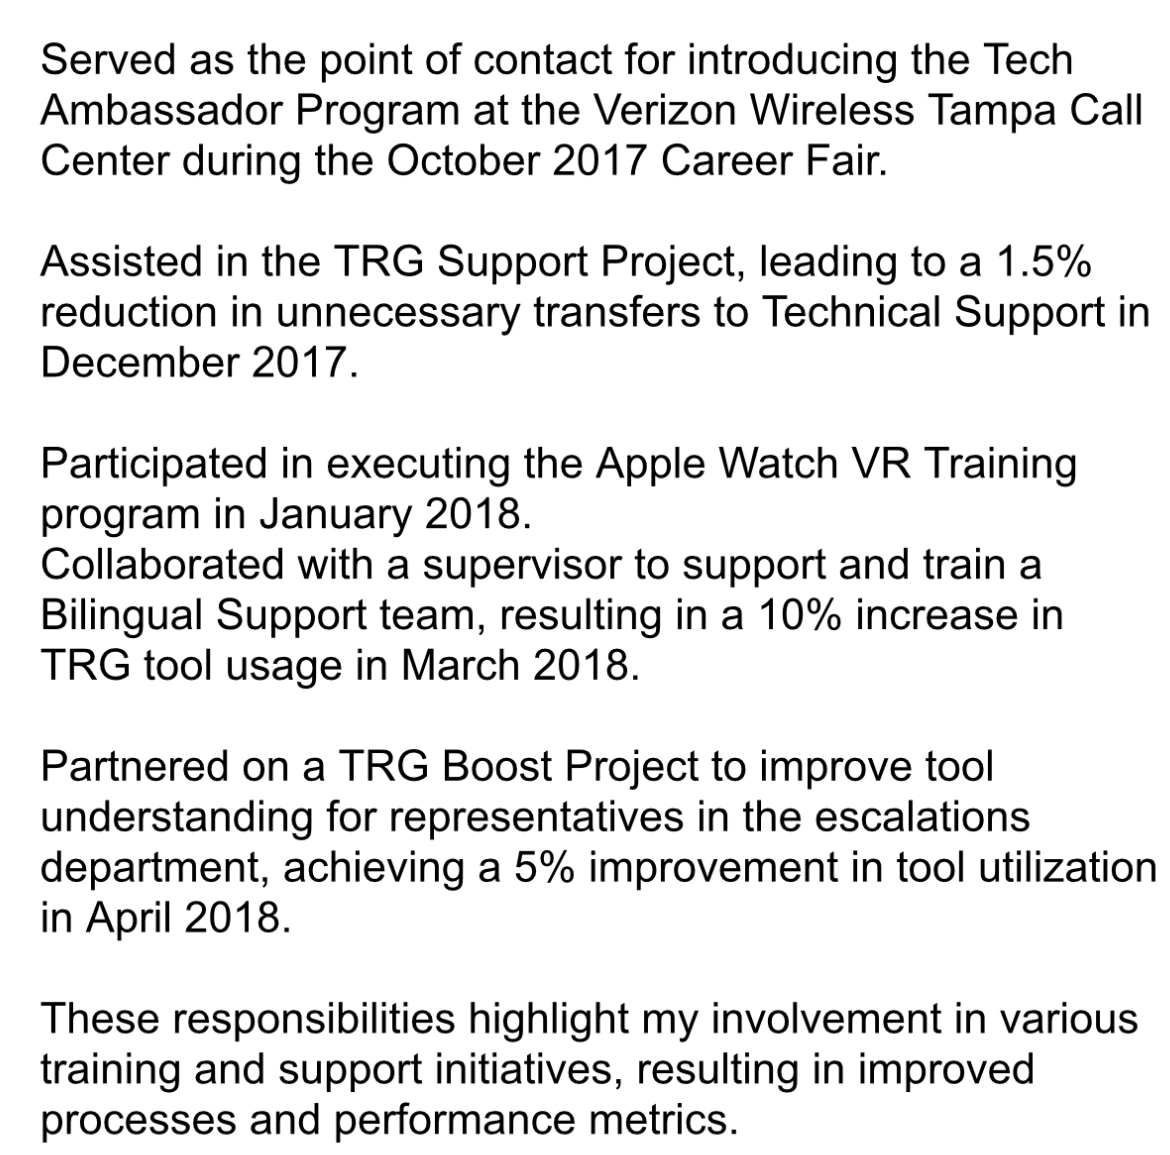 Served as the point of contact for introducing the Tech
Ambassador Program at the Verizon Wireless Tampa Call
Center during the October 2017 Career Fair.
Assisted in the TRG Support Project, leading to a 1.5%
reduction in unnecessary transfers to Technical Support in
December 2017.
Participated in executing the Apple Watch VR Training
program in January 2018.
Collaborated with a supervisor to support and train a
Bilingual Support team, resulting in a 10% increase in
TRG tool usage in March 2018.
Partnered on a TRG Boost Project to improve tool
understanding for representatives in the escalations
department, achieving a 5% improvement in tool utilization
in April 2018.
These responsibilities highlight my involvement in various
training and support initiatives, resulting in improved
processes and performance metrics.